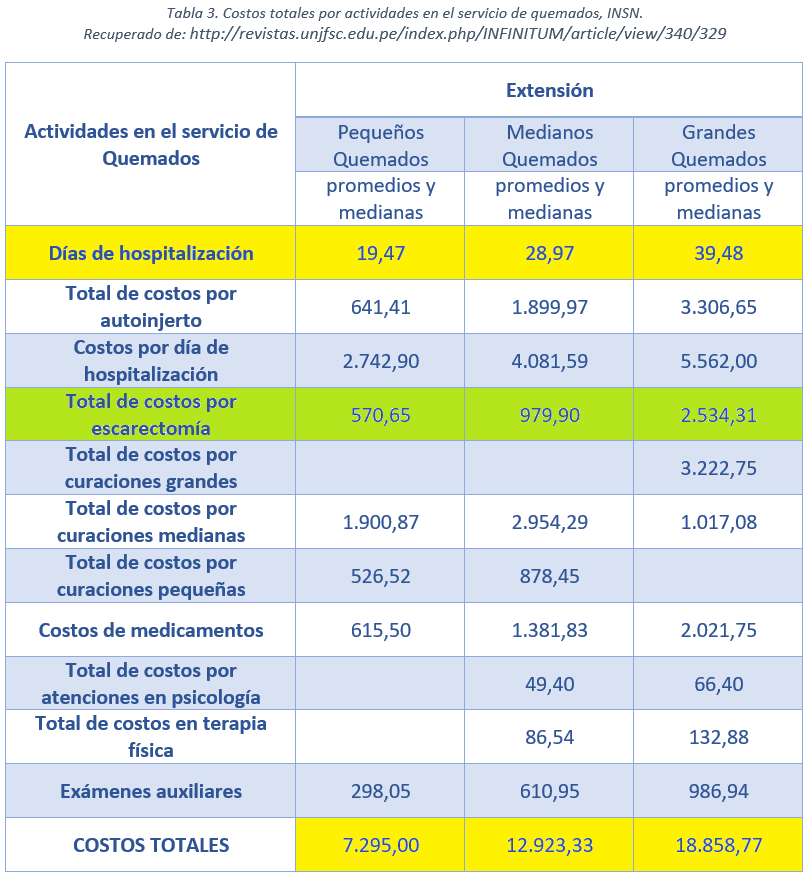 Tabla 3. Costos totales por actividades en el servicio de quemados, INSN.
Recuperado de: http://revistas.unjfsc.edu.pe/index.php/INFINITUM/article/view/340/329
Actividades en el servicio de
Quemados
Extensión
Pequeños
Quemados
Medianos
Quemados
Grandes
Quemados
promedios y
medianas
promedios y
medianas
promedios y
medianas
Días de hospitalización 19,47 28,97 39,48
Total de costos por
autoinjerto
641,41 1.899,97 3.306,65
Costos por día de
hospitalización
2.742,90 4.081,59 5.562,00
Total de costos por
escarectomía
570,65 979,90 2.534,31
Total de costos por
curaciones grandes
3.222,75
Total de costos por
curaciones medianas
1.900,87 2.954,29 1.017,08
Total de costos por
curaciones pequeñas
526,52 878,45
Costos de medicamentos 615,50 1.381,83 2.021,75
Total de costos por
atenciones en psicología
49,40 66,40
Total de costos en terapia
física
86,54 132,88
Exámenes auxiliares 298,05 610,95 986,94
COSTOS TOTALES 7.295,00 12.923,33 18.858,77